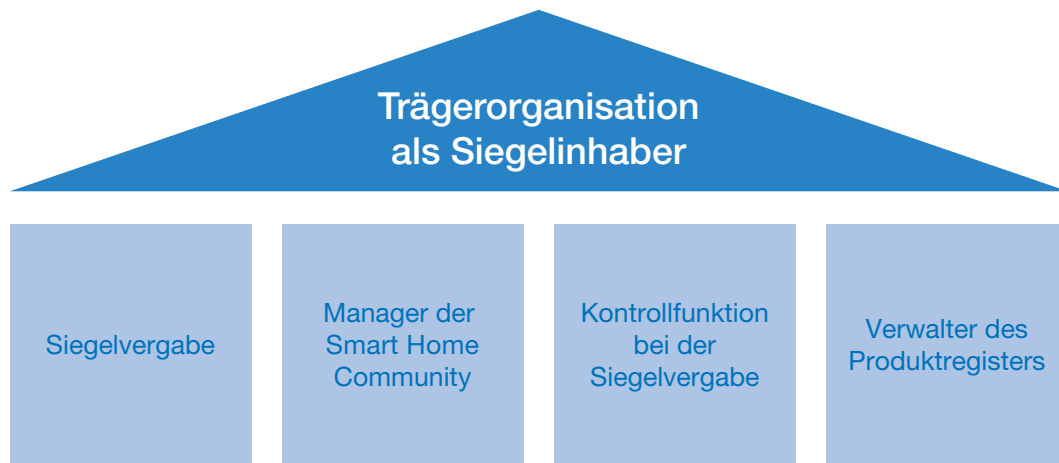 Trägerorganisation
als Siegelinhaber
Siegelvergabe
Manager der
Smart Home
Community
Kontrollfunktion
bei der
Siegelvergabe
Verwalter des
Produktregisters